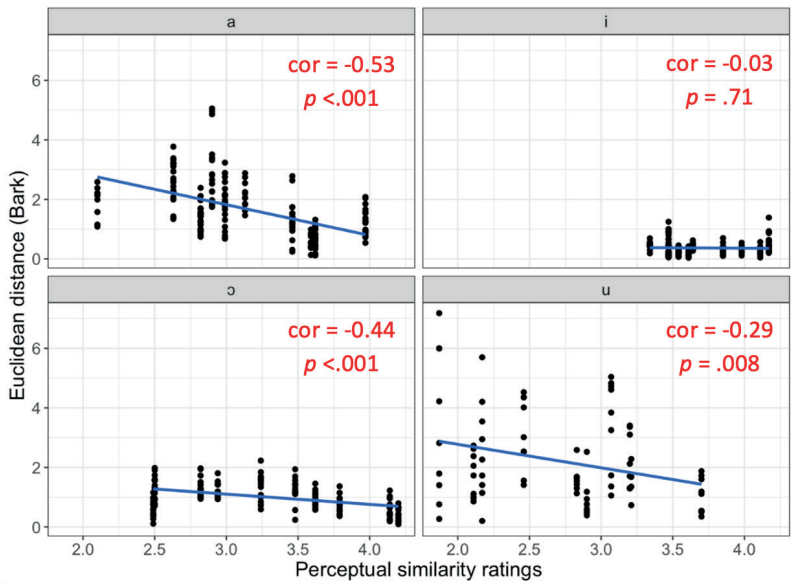 a
i
cor = -0.53
p <.001
cor = -0.03
p = .71
6
4
2
0
ɔ
u
cor = -0.44
p <.001
cor = -0.29
p = .008
6
4
2
0
2.0 2.5 3.0 3.5 4.0
2.0 2.5 3.0 3.5 4.0
Euclidean distance (Bark)
Perceptual similarity ratings